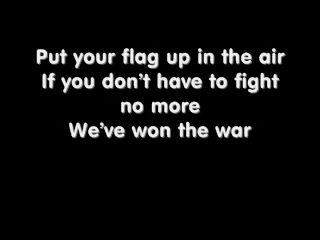 Put your flag up in the air
If you don't have to fight
no more
We've won the war